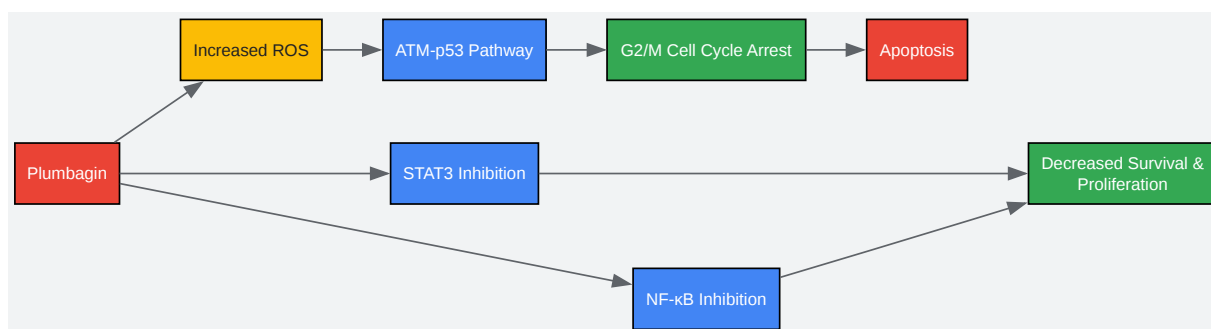 Increased ROS
ATM-p53 Pathway
G2/M Cell Cycle Arrest
Apoptosis
Plumbagin
STAT3 Inhibition
Decreased Survival &
Proliferation
NF-κB Inhibition